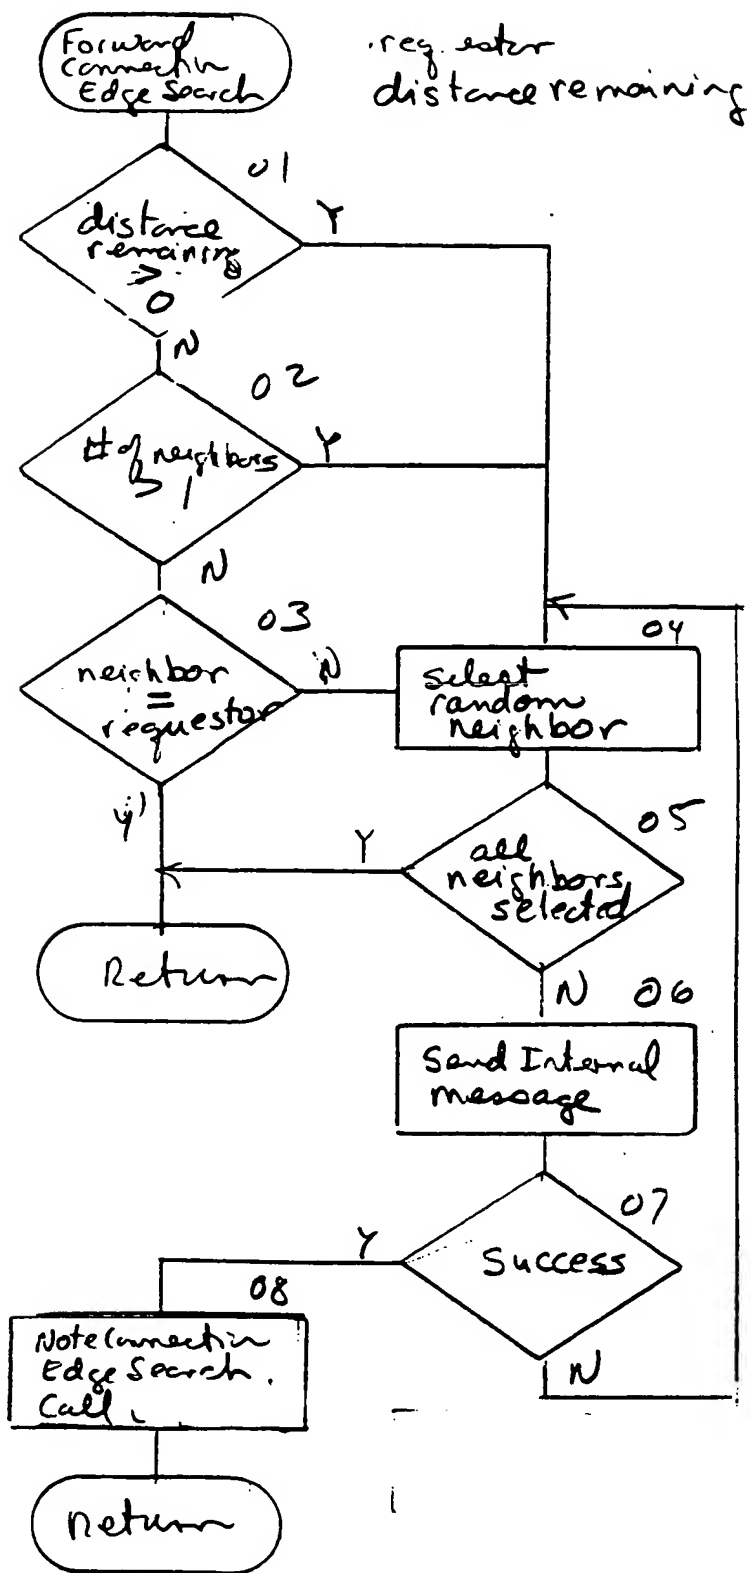 Forward
Connection
Edge Search
requestor
distance remaining
01
distance
remaining
>
0
Y
N
02
# of neighbors
> 1
Y
N
03
neighbor
=
requestor
N
Y
04
select
random
neighbor
05
all
neighbors
selected
Y
N
Return
06
Send Internal
message
07
Success
Y
N
08
Note Connection
Edge Search
Call
Return